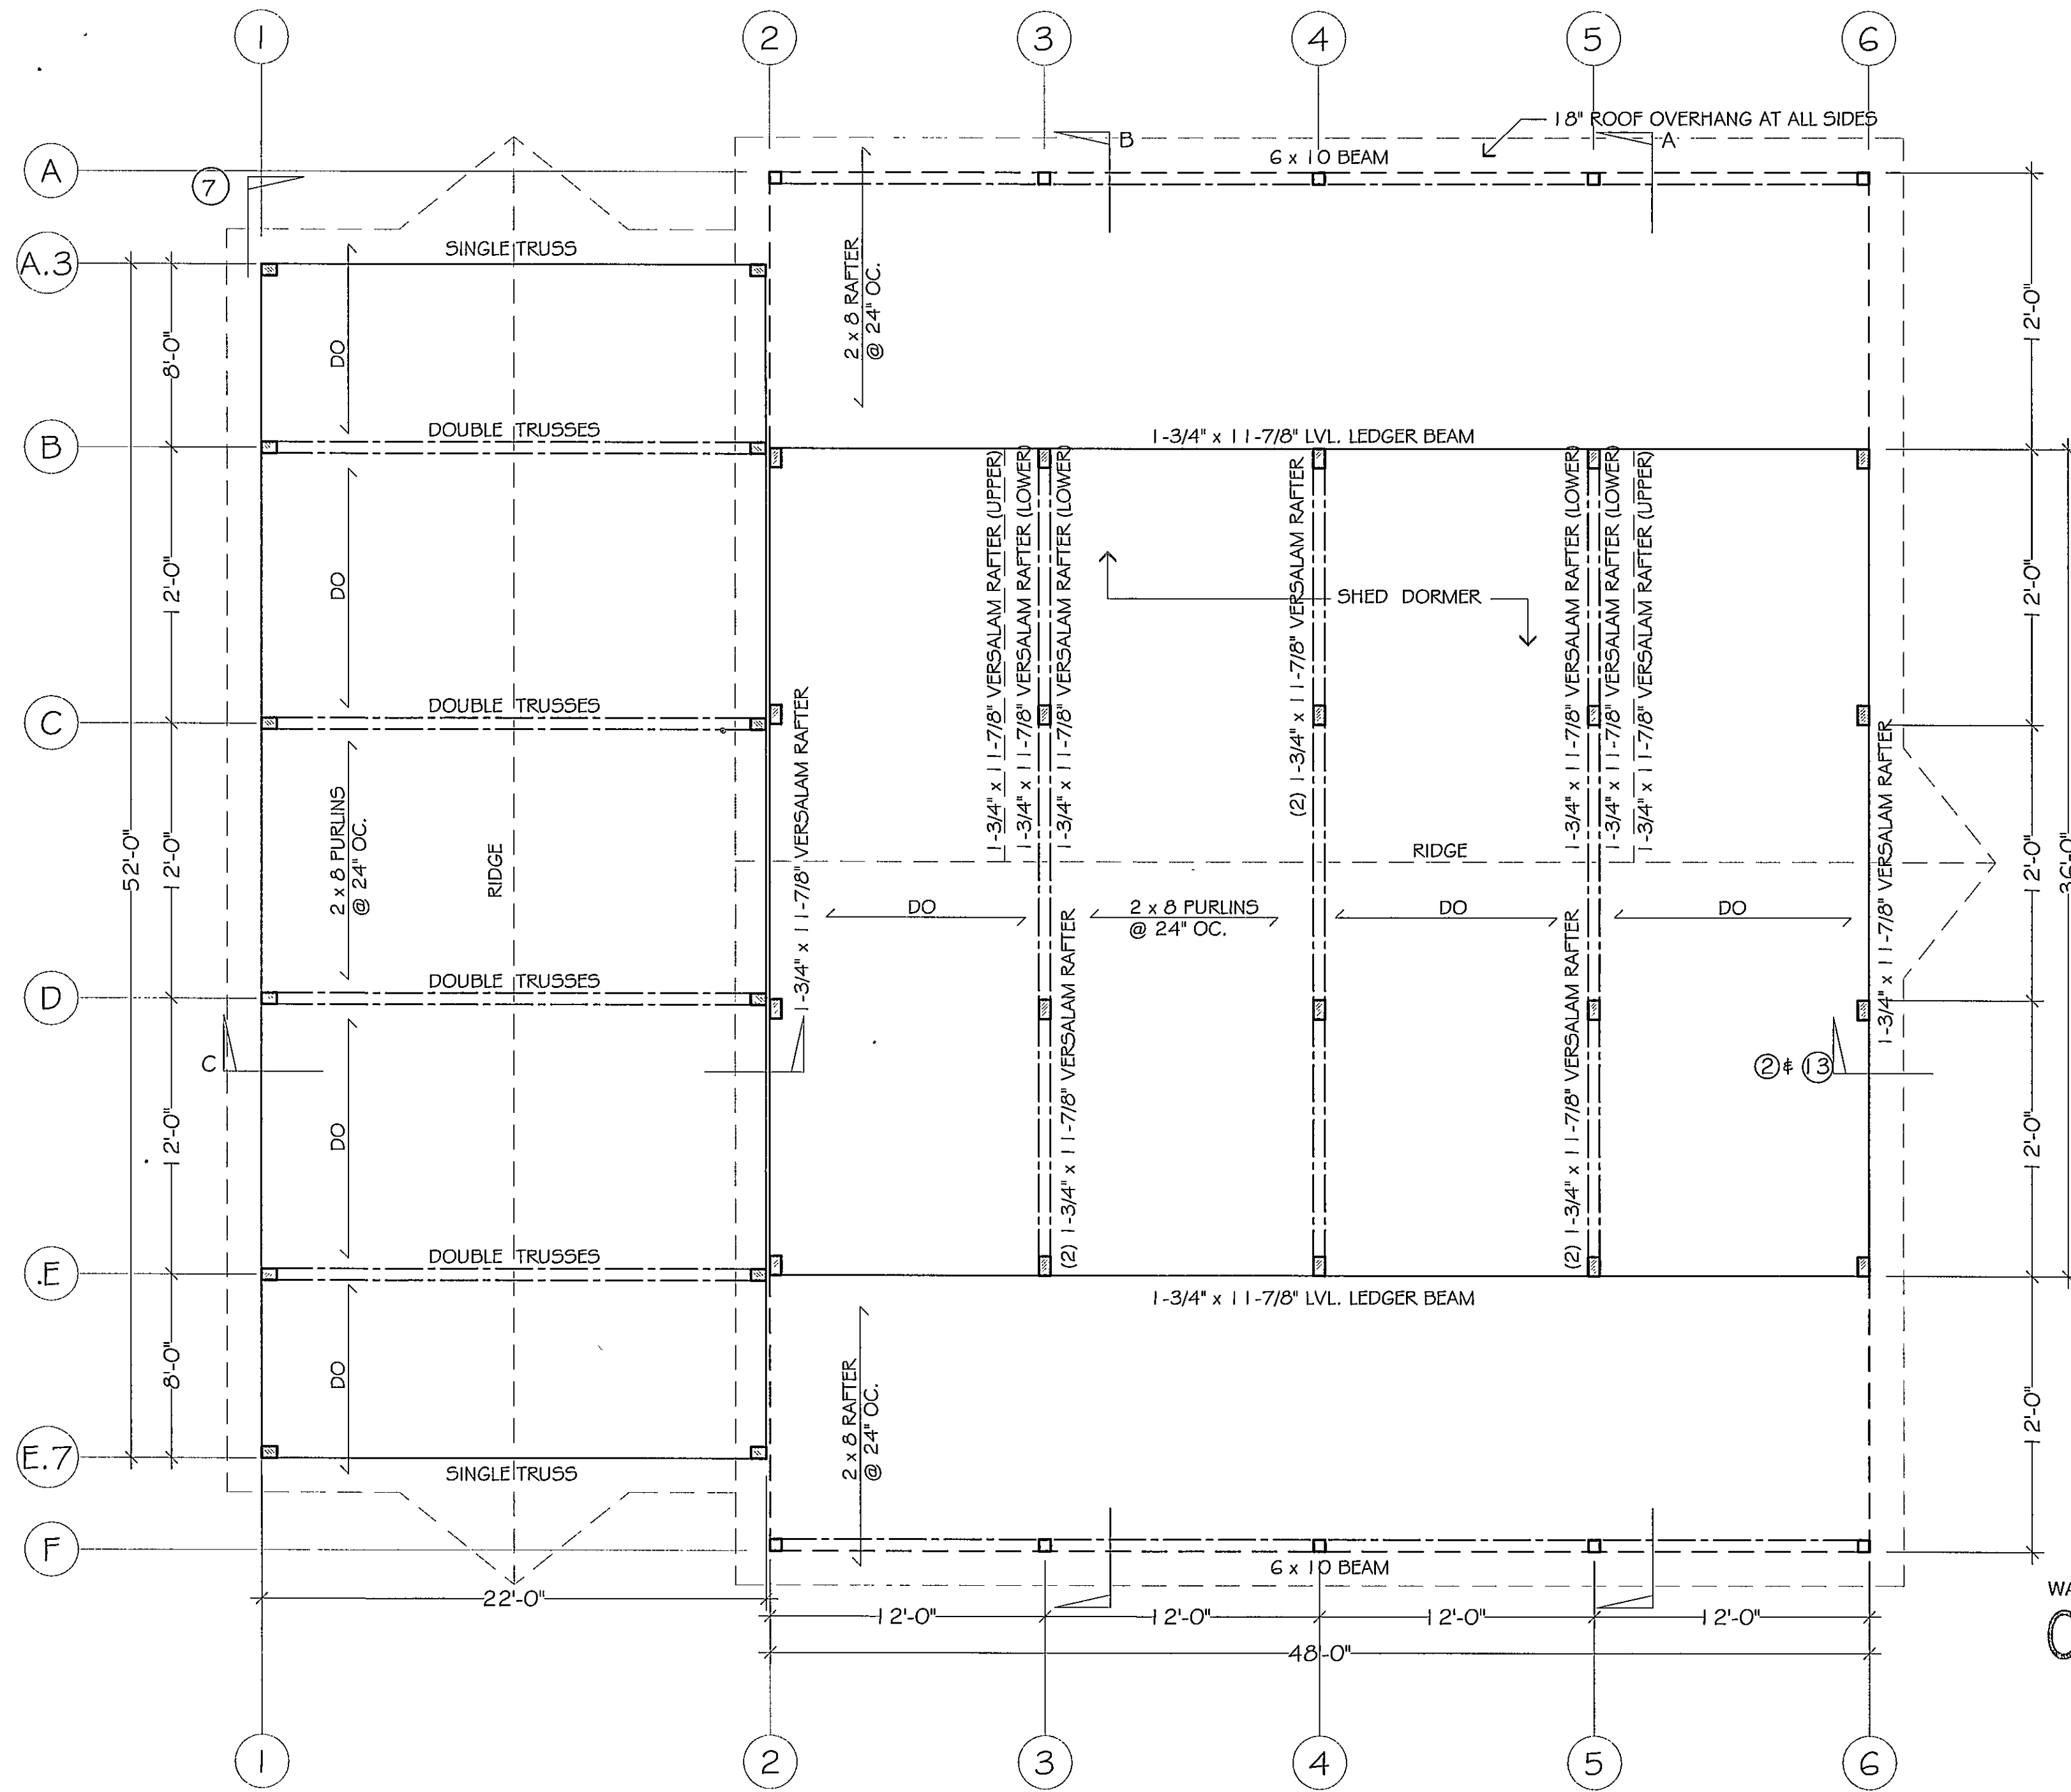 1 2 3 4 5 6
18" ROOF OVERHANG AT ALL SIDES
B
A
6 x 10 BEAM
A
7
A.3
SINGLE TRUSS
8'-0"
DO
2 x 8 RAFTER
@ 24" OC.
12'-0"
B
DOUBLE TRUSSES
1-3/4" x 11-7/8" LVL. LEDGER BEAM
12'-0"
DO
1-3/4" x 11-7/8" VERSALAM RAFTER (UPPER)
1-3/4" x 11-7/8" VERSALAM RAFTER (LOWER)
1-3/4" x 11-7/8" VERSALAM RAFTER (LOWER)
(2) 1-3/4" x 11-7/8" VERSALAM RAFTER
SHED DORMER
1-3/4" x 11-7/8" VERSALAM RAFTER (LOWER)
1-3/4" x 11-7/8" VERSALAM RAFTER (LOWER)
1-3/4" x 11-7/8" VERSALAM RAFTER (UPPER)
12'-0"
C
DOUBLE TRUSSES
52'-0"
12'-0"
2 x 8 PURLINS
@ 24" OC.
RIDGE
1-3/4" x 11-7/8" VERSALAM RAFTER
RIDGE
DO
2 x 8 PURLINS
@ 24" OC.
DO
DO
1-3/4" x 11-7/8" VERSALAM RAFTER
12'-0"
36'-0"
D
DOUBLE TRUSSES
C
2 & 13
12'-0"
DO
(2) 1-3/4" x 11-7/8" VERSALAM RAFTER
(2) 1-3/4" x 11-7/8" VERSALAM RAFTER
12'-0"
.E
DOUBLE TRUSSES
1-3/4" x 11-7/8" LVL. LEDGER BEAM
8'-0"
DO
2 x 8 RAFTER
@ 24" OC.
12'-0"
E.7
SINGLE TRUSS
F
6 x 10 BEAM
22'-0"
12'-0" 12'-0" 12'-0" 12'-0"
48'-0"
WA
1 2 3 4 5 6